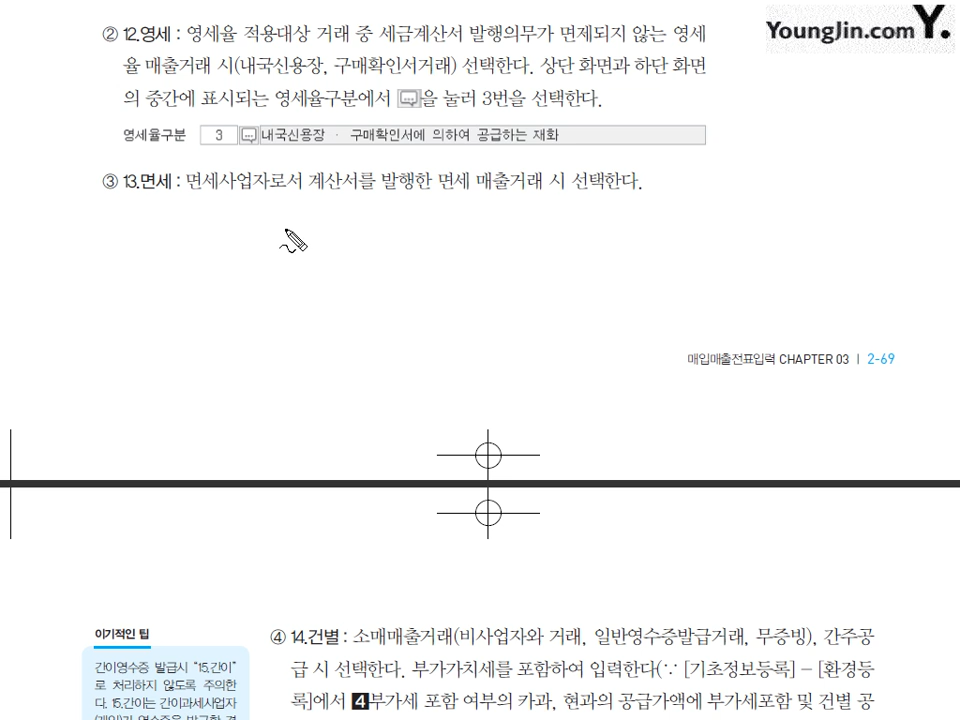 YoungJin.com Y.
② 12.영세 : 영세율 적용대상 거래 중 세금계산서 발행의무가 면제되지 않는 영세
율 매출거래 시(내국신용장, 구매확인서거래) 선택한다. 상단 화면과 하단 화면
의 중간에 표시되는 영세율구분에서 을 눌러 3번을 선택한다.
영세율구분 3 내국신용장 · 구매확인서에 의하여 공급하는 재화
③ 13.면세 : 면세사업자로서 계산서를 발행한 면세 매출거래 시 선택한다.
매입매출전표입력 CHAPTER 03 | 2-69
이기적인 팁
간이영수증 발급시 "15.간이"
로 처리하지 않도록 주의한
다. 15.간이는 간이과세사업자
④ 14.건별 : 소매매출거래(비사업자와 거래, 일반영수증발급거래, 무증빙), 간주공
급 시 선택한다. 부가가치세를 포함하여 입력한다(∵ [기초정보등록] – [환경등
록]에서 4부가세 포함 여부의 카과, 현과의 공급가액에 부가세포함 및 건별 공